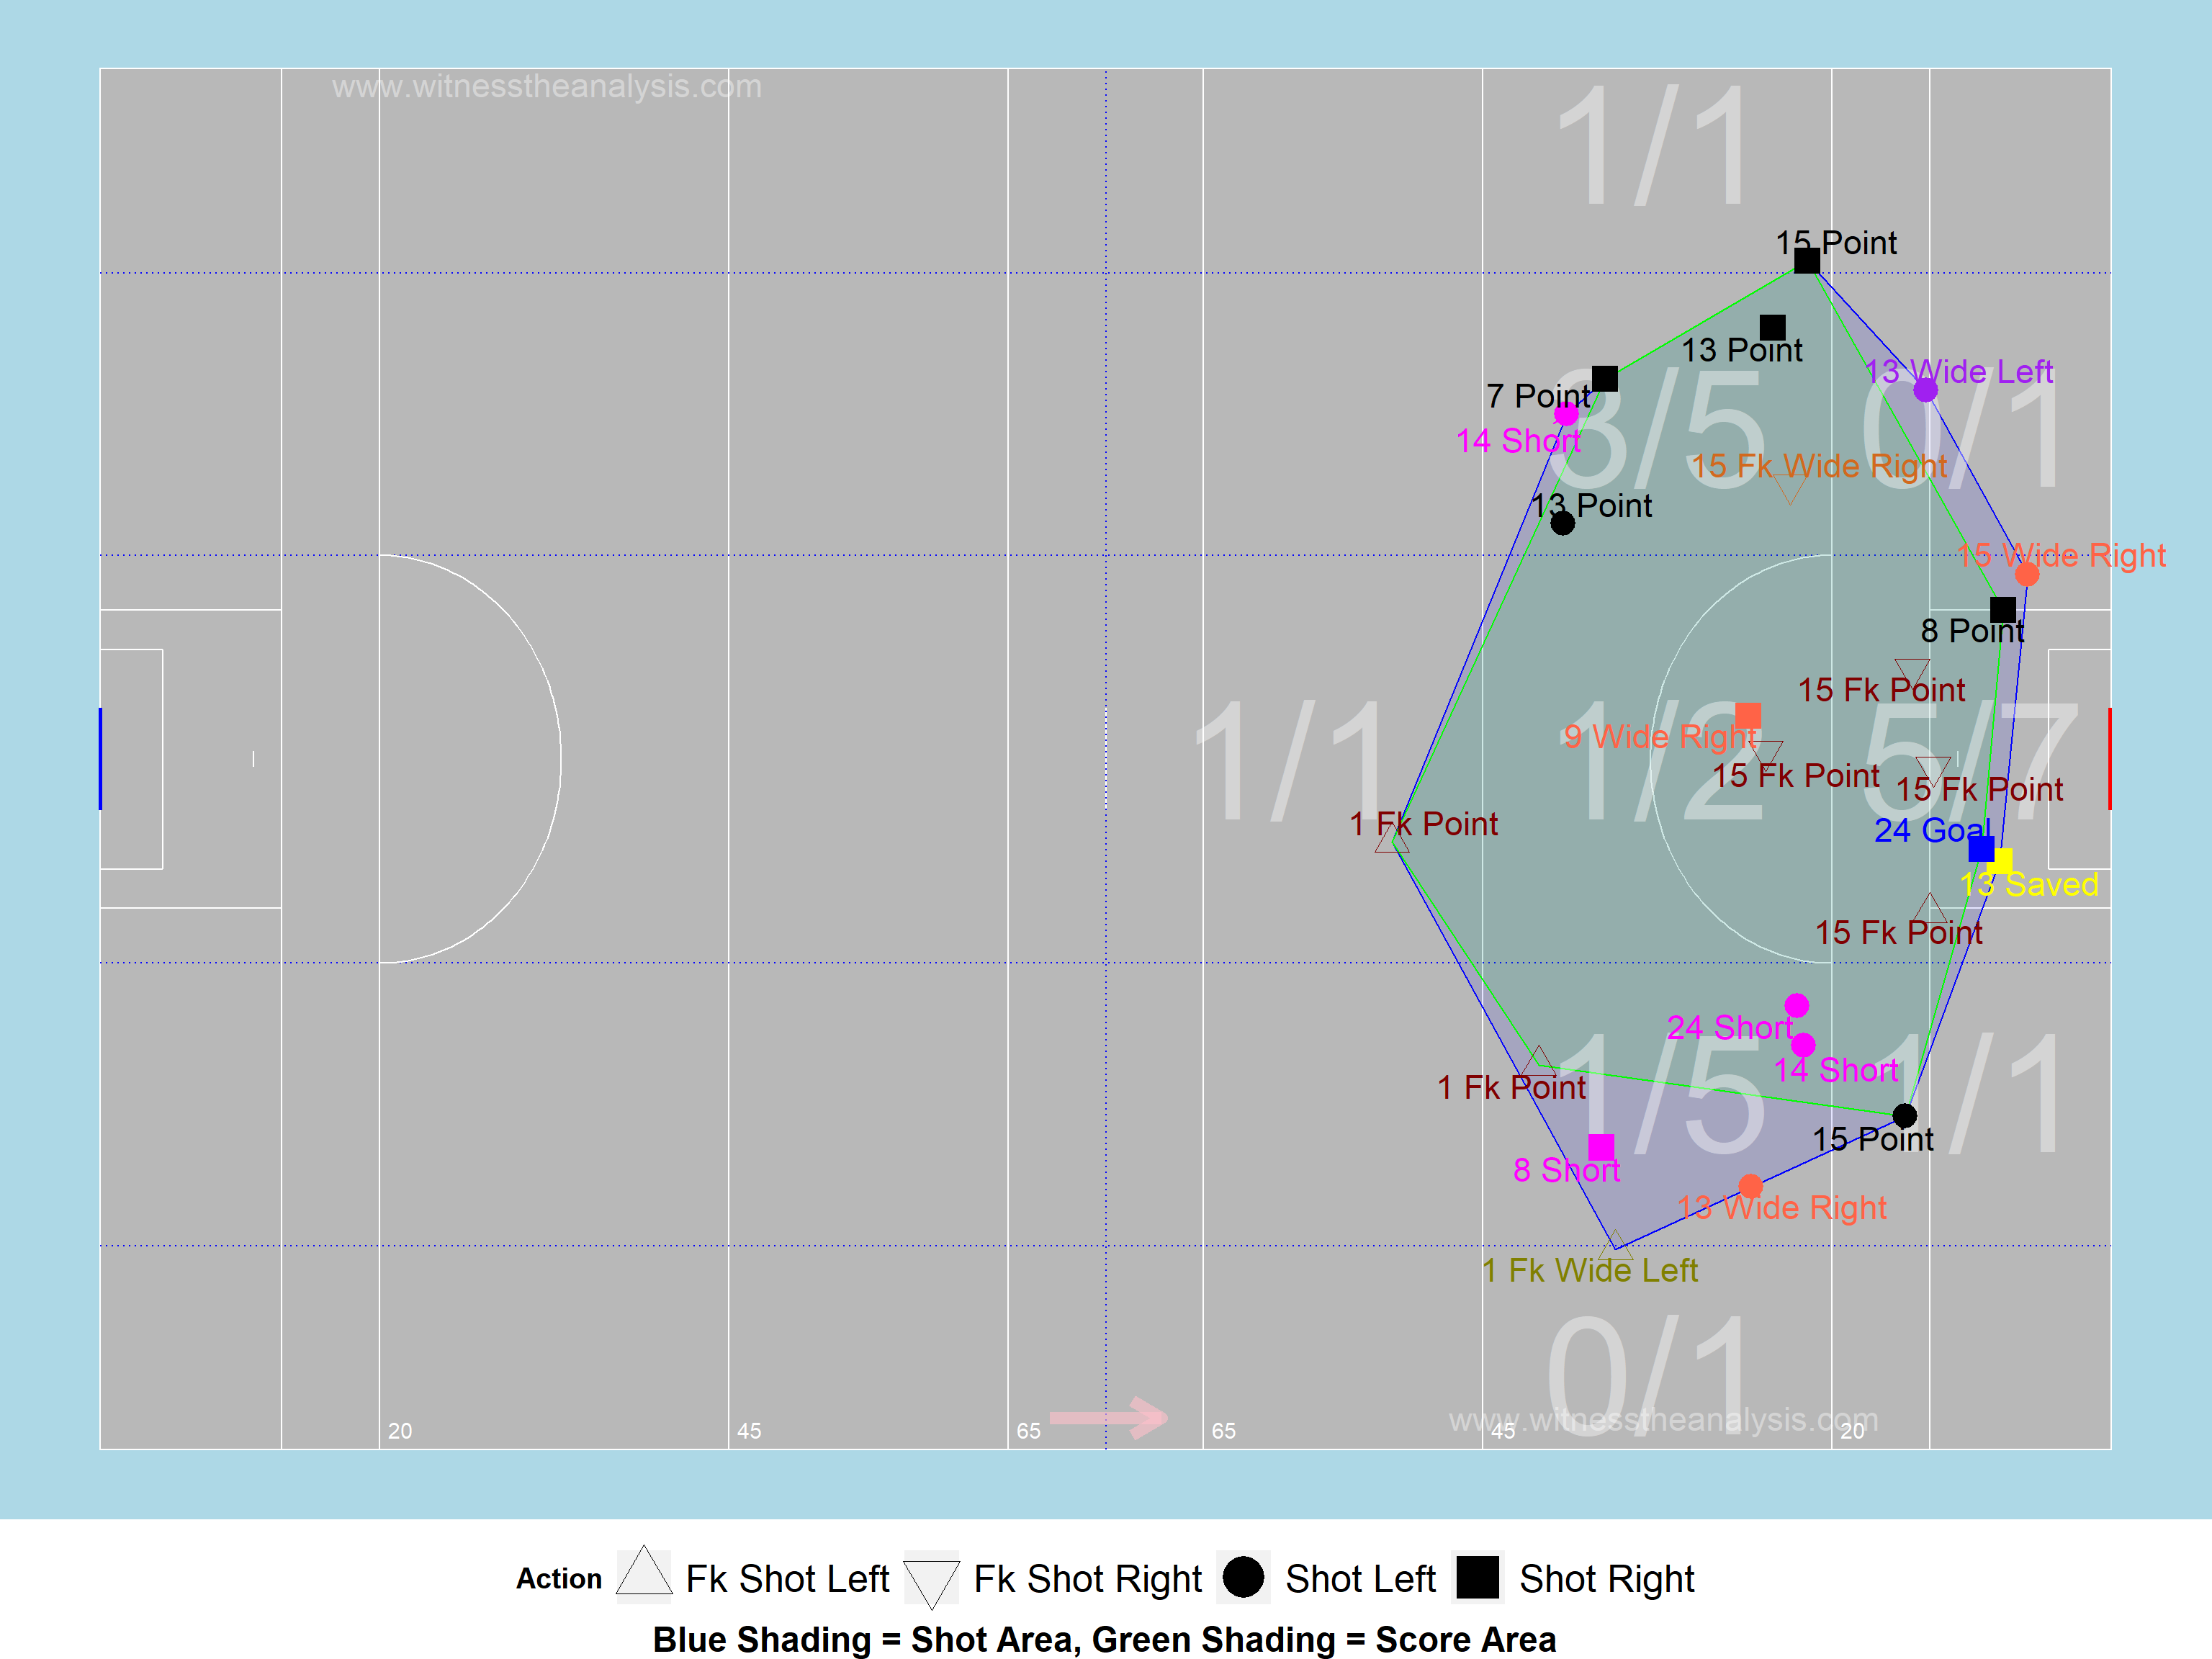 www.witnesstheanalysis.com
1/1
15 Point
13 Point
13 Wide Left
7 Point
3/5
0/1
14 Short
15 Fk Wide Right
13 Point
15 Wide Right
8 Point
15 Fk Point
9 Wide Right
1/1
1/2
5/7
15 Fk Point
15 Fk Point
1 Fk Point
24 Goal
13 Saved
15 Fk Point
24 Short
14 Short
1 Fk Point
1/5
1/1
15 Point
8 Short
13 Wide Right
1 Fk Wide Left
0/1
www.witnesstheanalysis.com
20
45
65
65
45
20
Action Fk Shot Left Fk Shot Right Shot Left Shot Right
Blue Shading = Shot Area, Green Shading = Score Area